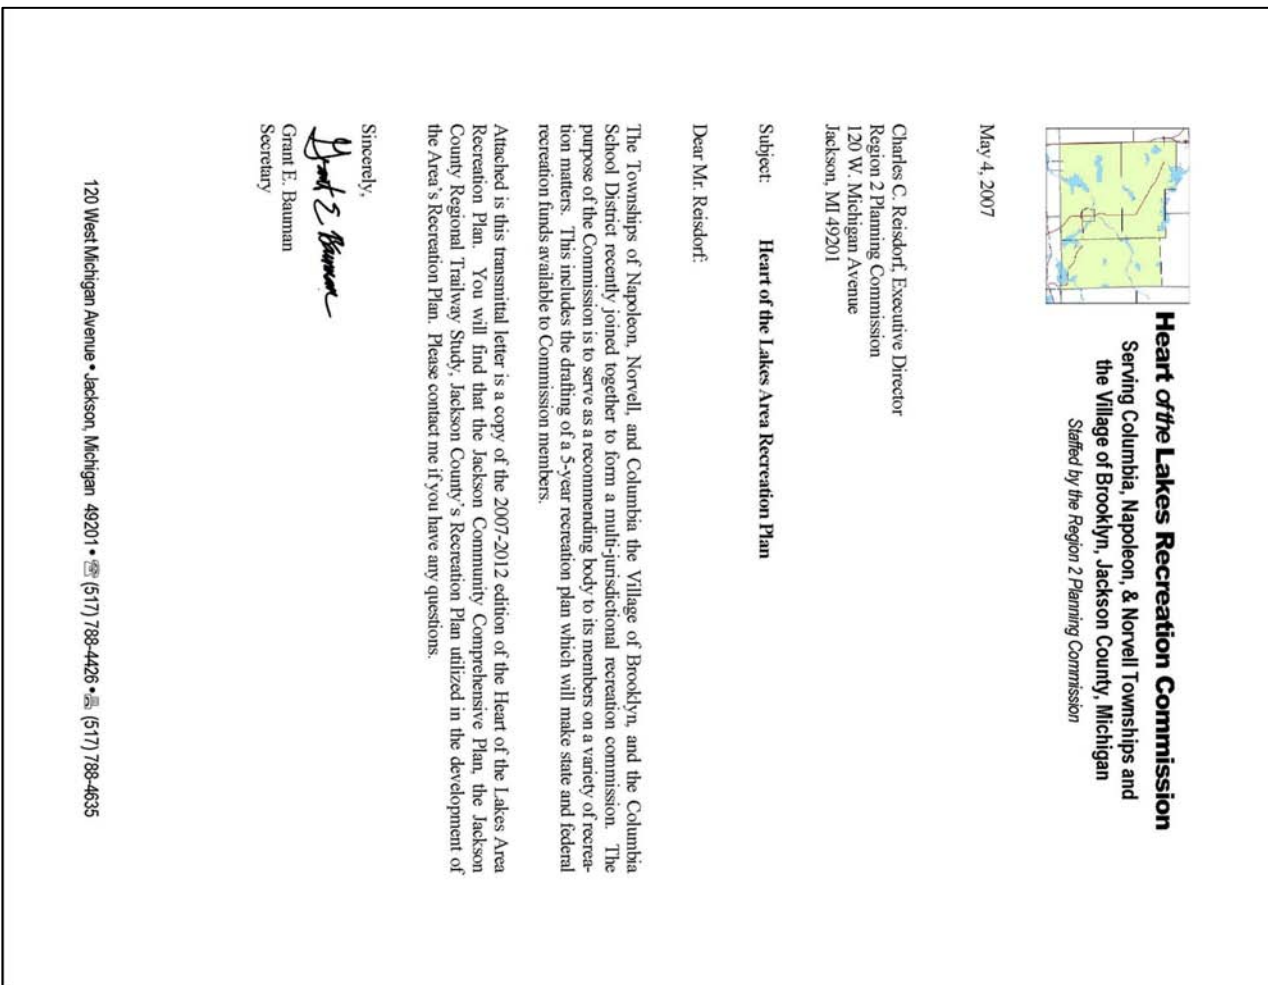 Heart of the Lakes Recreation Commission
Serving Columbia, Napoleon, & Norvell Townships and
the Village of Brooklyn, Jackson County, Michigan
Staffed by the Region 2 Planning Commission
May 4, 2007
Charles C. Reisdorf, Executive Director
Region 2 Planning Commission
120 W. Michigan Avenue
Jackson, MI 49201
Subject: Heart of the Lakes Area Recreation Plan
Dear Mr. Reisdorf:
The Townships of Napoleon, Norvell, and Columbia the Village of Brooklyn, and the Columbia
School District recently joined together to form a multi-jurisdictional recreation commission. The
purpose of the Commission is to serve as a recommending body to its members on a variety of recrea-
tion matters. This includes the drafting of a 5-year recreation plan which will make state and federal
recreation funds available to Commission members.
Attached is this transmittal letter is a copy of the 2007-2012 edition of the Heart of the Lakes Area
Recreation Plan. You will find that the Jackson Community Comprehensive Plan, the Jackson
County Regional Trailway Study, Jackson County's Recreation Plan utilized in the development of
the Area's Recreation Plan. Please contact me if you have any questions.
Sincerely,
Grant E Bauman
Grant E. Bauman
Secretary
120 West Michigan Avenue • Jackson, Michigan 49201 • ☏ (517) 788-4426 • (517) 788-4635